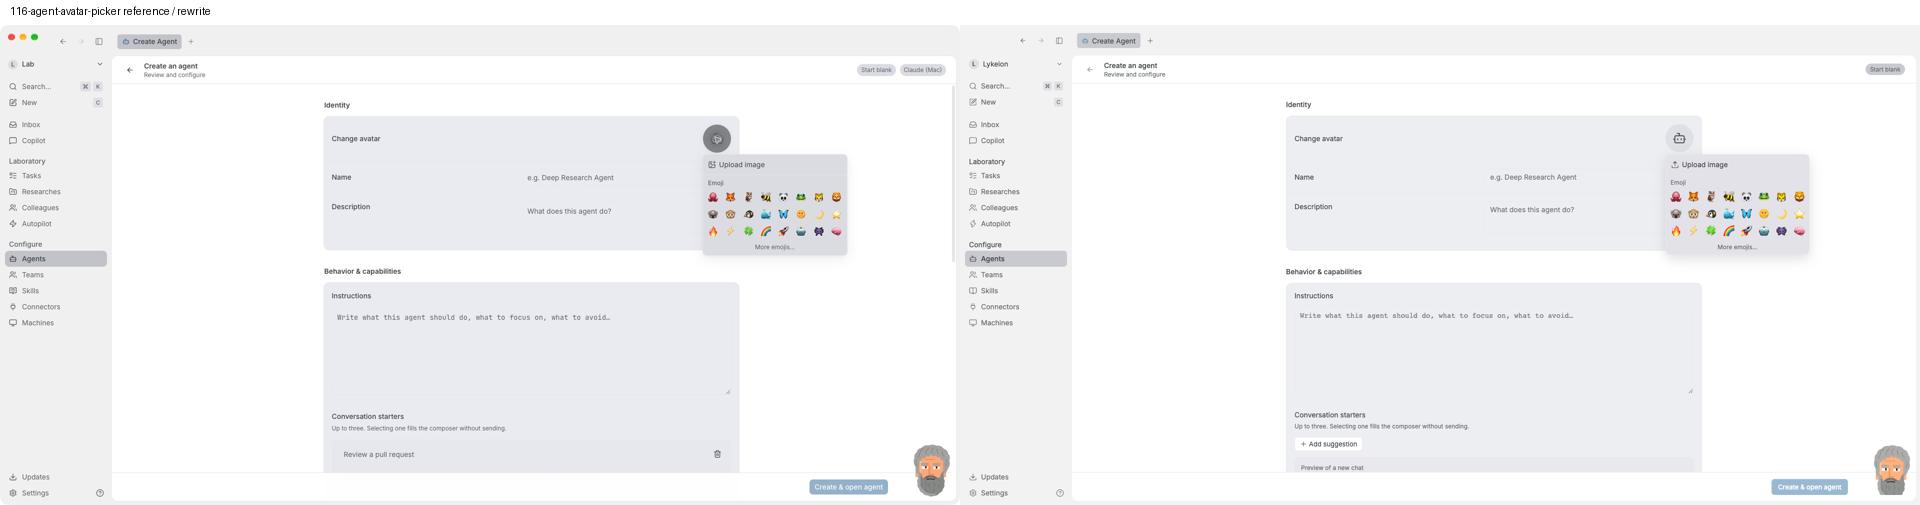 116-agent-avatar-picker reference / rewrite
Create Agent
L Lab
Search... ⌘ K
New C
Inbox
Copilot
Laboratory
Tasks
Researches
Colleagues
Autopilot
Configure
Agents
Teams
Skills
Connectors
Machines
Updates
Settings
Create an agent
Review and configure
Start blank Claude (Mac)
Identity
Change avatar
Name e.g. Deep Research Agent
Description What does this agent do?
Upload image
Emoji
More emojis...
Behavior & capabilities
Instructions
Write what this agent should do, what to focus on, what to avoid…
Conversation starters
Up to three. Selecting one fills the composer without sending.
Review a pull request
Create & open agent
Create Agent
L Lykeion
Search... ⌘ K
New C
Inbox
Copilot
Laboratory
Tasks
Researches
Colleagues
Autopilot
Configure
Agents
Teams
Skills
Connectors
Machines
Updates
Settings
Create an agent
Review and configure
Start blank
Identity
Change avatar
Name e.g. Deep Research Agent
Description What does this agent do?
Upload image
Emoji
More emojis...
Behavior & capabilities
Instructions
Write what this agent should do, what to focus on, what to avoid…
Conversation starters
Up to three. Selecting one fills the composer without sending.
+ Add suggestion
Preview of a new chat
Create & open agent